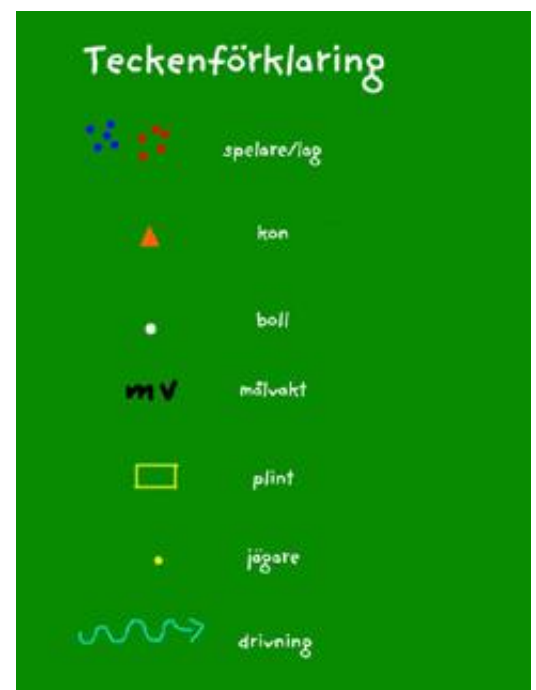 Teckenförklaring
spelare/lag
kon
boll
mv målvakt
plint
jägare
drivning